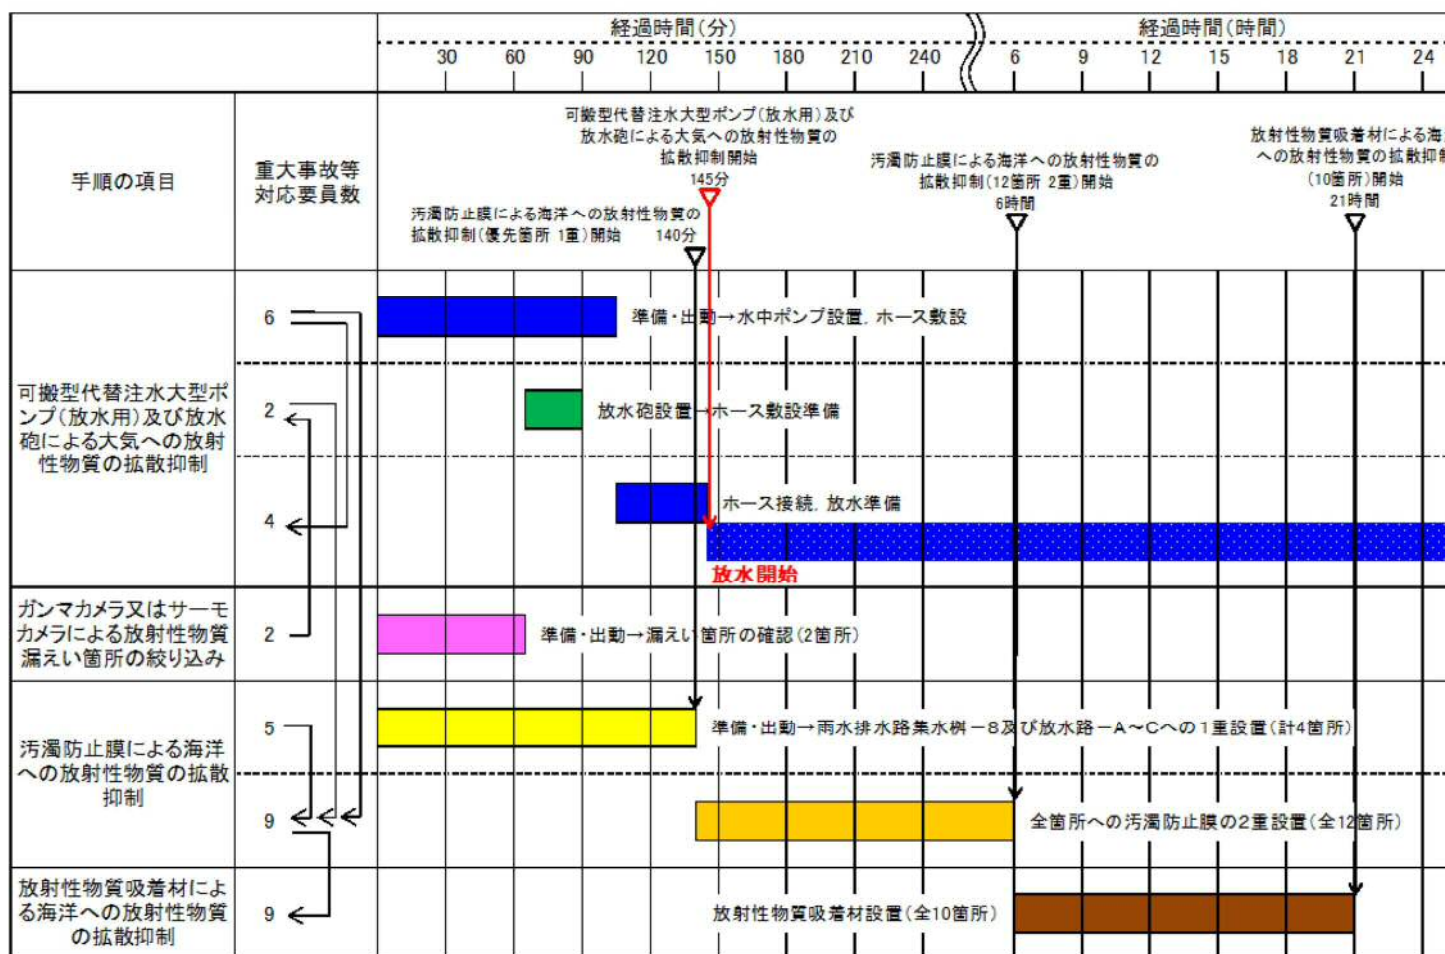 経過時間(分)
経過時間(時間)
30 60 90 120 150 180 210 240 6 9 12 15 18 21 24
手順の項目
重大事故等
対応要員数
可搬型代替注水大型ポンプ(放水用)及び
放水砲による大気への放射性物質の
拡散抑制開始
145分
汚濁防止膜による海洋への放射性物質の
拡散抑制(優先箇所 1重)開始 140分
汚濁防止膜による海洋への放射性物質の
拡散抑制(12箇所 2重)開始
6時間
放射性物質吸着材による海
への放射性物質の拡散抑制
(10箇所)開始
21時間
可搬型代替注水大型ポ
ンプ(放水用)及び放水
砲による大気への放射
性物質の拡散抑制
6
準備・出動→水中ポンプ設置,ホース敷設
2
放水砲設置→ホース敷設準備
4
ホース接続,放水準備
放水開始
ガンマカメラ又はサーモ
カメラによる放射性物質
漏えい箇所の絞り込み
2
準備・出動→漏えい箇所の確認(2箇所)
汚濁防止膜による海洋
への放射性物質の拡散
抑制
5
準備・出動→雨水排水路集水桝-8及び放水路-A~Cへの1重設置(計4箇所)
9
全箇所への汚濁防止膜の2重設置(全12箇所)
放射性物質吸着材によ
る海洋への放射性物質
の拡散抑制
9
放射性物質吸着材設置(全10箇所)